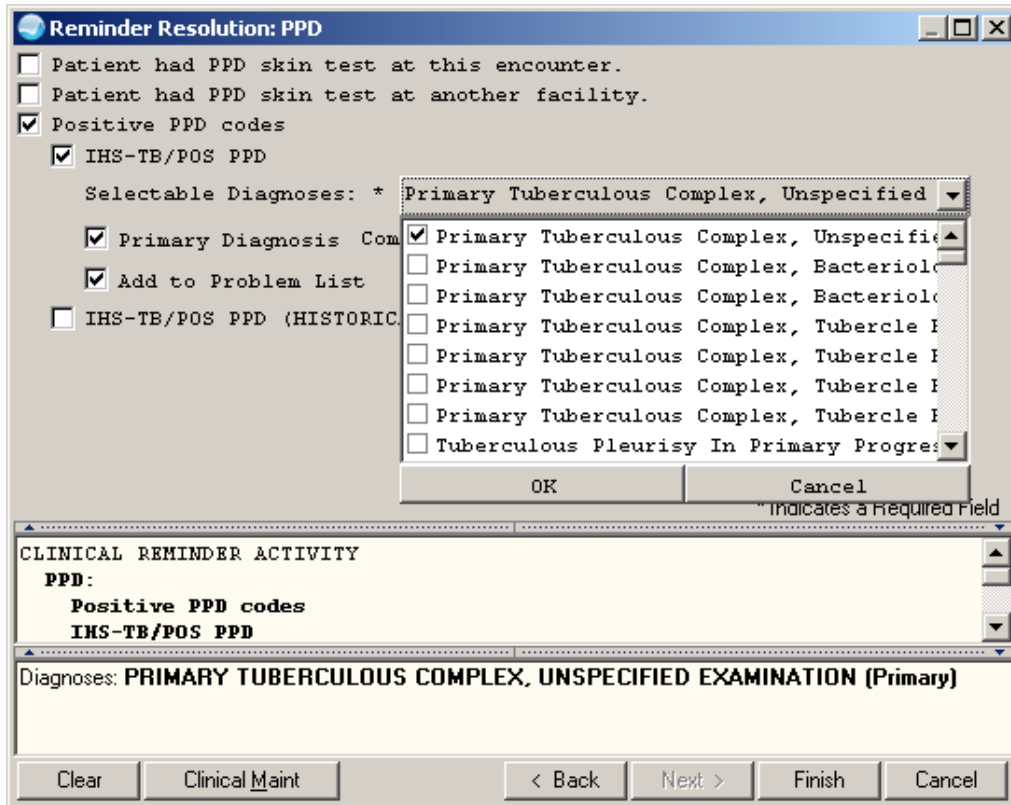 Reminder Resolution: PPD
Patient had PPD skin test at this encounter.
Patient had PPD skin test at another facility.
Positive PPD codes
IHS-TB/POS PPD
Selectable Diagnoses: * Primary Tuberculous Complex, Unspecified
Primary Diagnosis Com
Add to Problem List
IHS-TB/POS PPD (HISTORIC
Primary Tuberculous Complex, Unspecifie
Primary Tuberculous Complex, Bacteriolo
Primary Tuberculous Complex, Bacteriolo
Primary Tuberculous Complex, Tubercle
Primary Tuberculous Complex, Tubercle
Primary Tuberculous Complex, Tubercle
Primary Tuberculous Complex, Tubercle
Tuberculous Pleurisy In Primary Progres
OK Cancel
* Indicates a Required Field
CLINICAL REMINDER ACTIVITY
PPD:
Positive PPD codes
IHS-TB/POS PPD
Diagnoses: PRIMARY TUBERCULOUS COMPLEX, UNSPECIFIED EXAMINATION (Primary)
Clear Clinical Maint < Back Next > Finish Cancel